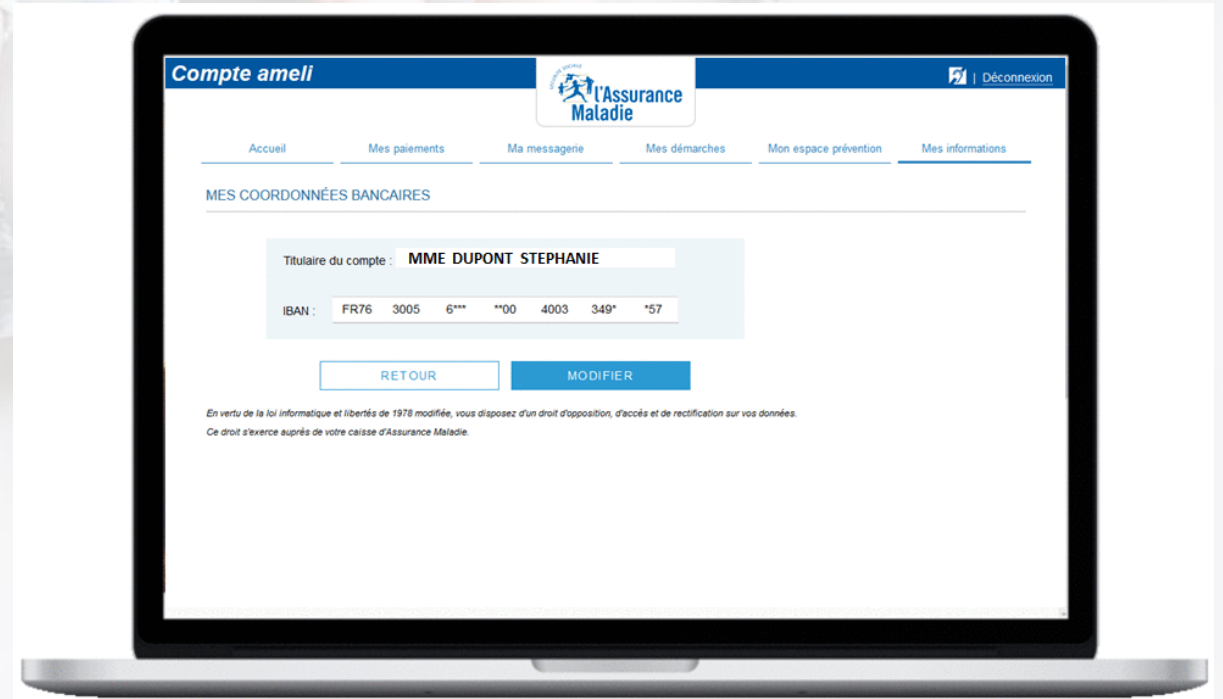 Compte ameli
SÉCURITÉ SOCIALE
l'Assurance
Maladie
| Déconnexion
Accueil Mes paiements Ma messagerie Mes démarches Mon espace prévention Mes informations
MES COORDONNÉES BANCAIRES
Titulaire du compte : MME DUPONT STEPHANIE
IBAN : FR76 3005 6*** **00 4003 349* *57
RETOUR MODIFIER
En vertu de la loi informatique et libertés de 1978 modifiée, vous disposez d'un droit d'opposition, d'accès et de rectification sur vos données.
Ce droit s'exerce auprès de votre caisse d'Assurance Maladie.